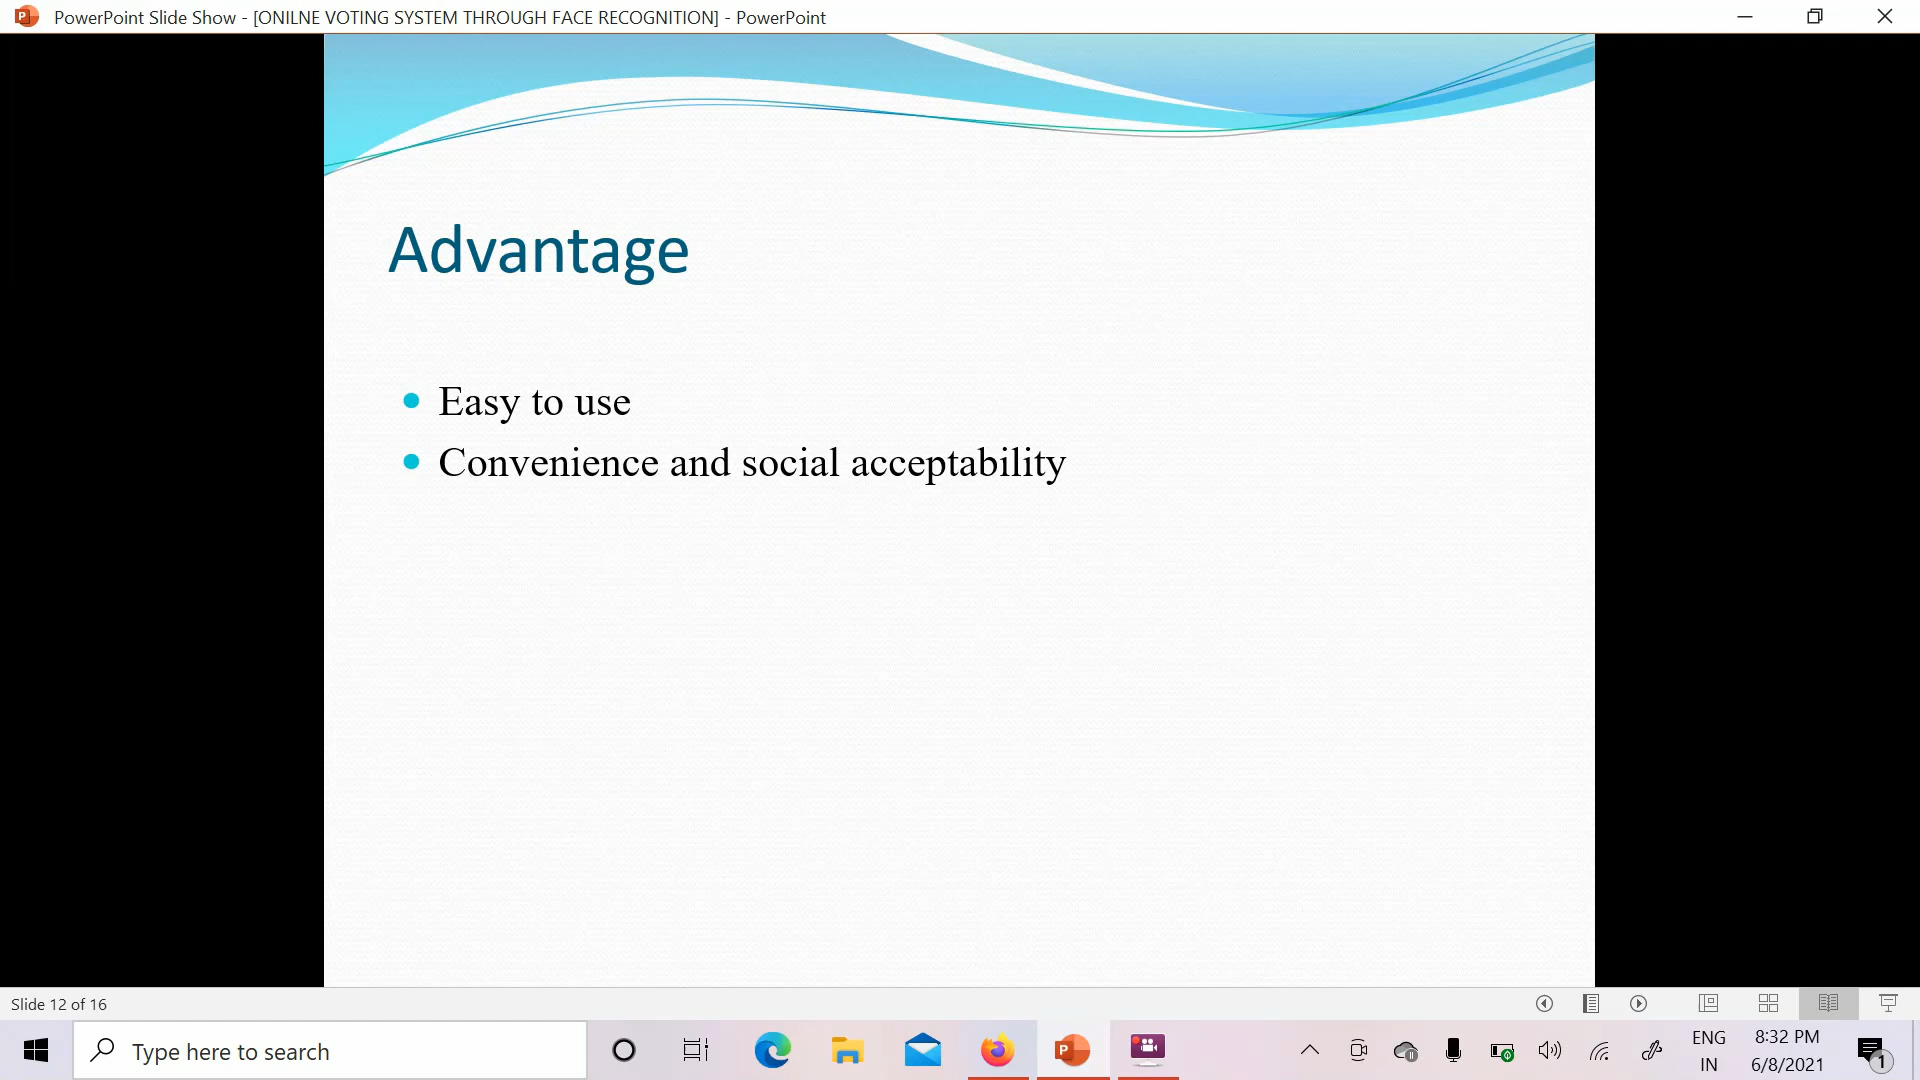 PowerPoint Slide Show - [ONILNE VOTING SYSTEM THROUGH FACE RECOGNITION] - PowerPoint
Advantage
Easy to use
Convenience and social acceptability
Slide 12 of 16
Type here to search
ENG
IN
8:32 PM
6/8/2021
1